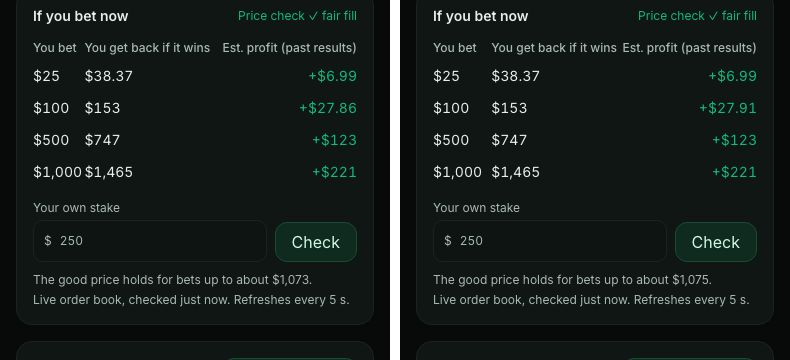 If you bet now Price check ✓ fair fill
You bet You get back if it wins Est. profit (past results)
$25 $38.37 +$6.99
$100 $153 +$27.86
$500 $747 +$123
$1,000 $1,465 +$221
Your own stake
$ 250 Check
The good price holds for bets up to about $1,073.
Live order book, checked just now. Refreshes every 5 s.
If you bet now Price check ✓ fair fill
You bet You get back if it wins Est. profit (past results)
$25 $38.37 +$6.99
$100 $153 +$27.91
$500 $747 +$123
$1,000 $1,465 +$221
Your own stake
$ 250 Check
The good price holds for bets up to about $1,075.
Live order book, checked just now. Refreshes every 5 s.